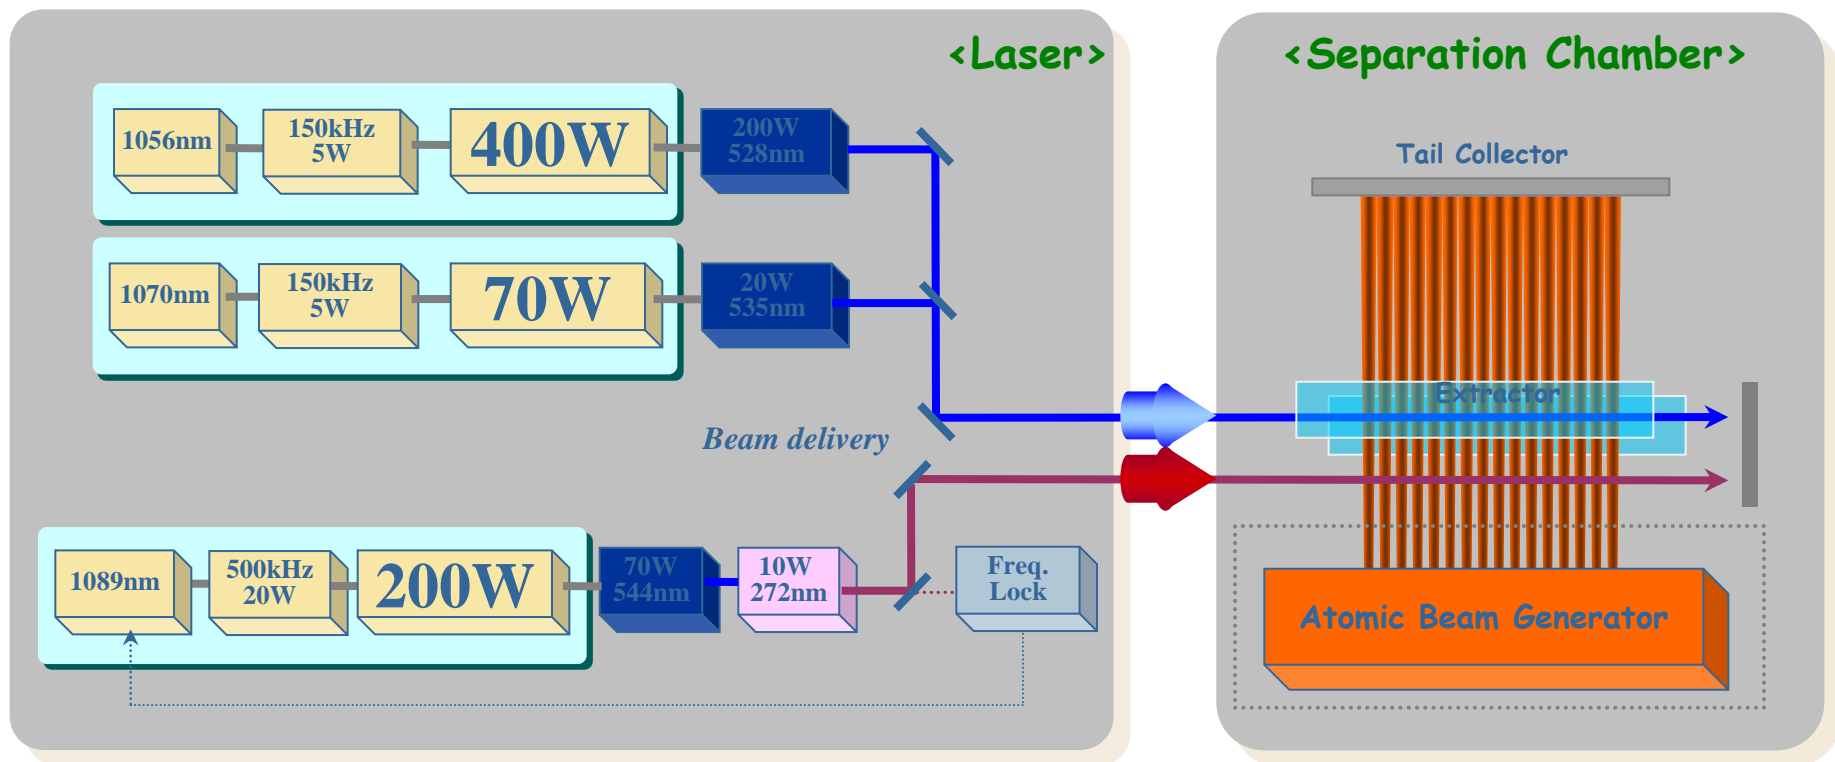 <Laser>
<Separation Chamber>
1056nm
150kHz
5W
400W
200W
528nm
Tail Collector
1070nm
150kHz
5W
70W
20W
535nm
Extractor
Beam delivery
1089nm
500kHz
20W
200W
70W
544nm
10W
272nm
Freq.
Lock
Atomic Beam Generator